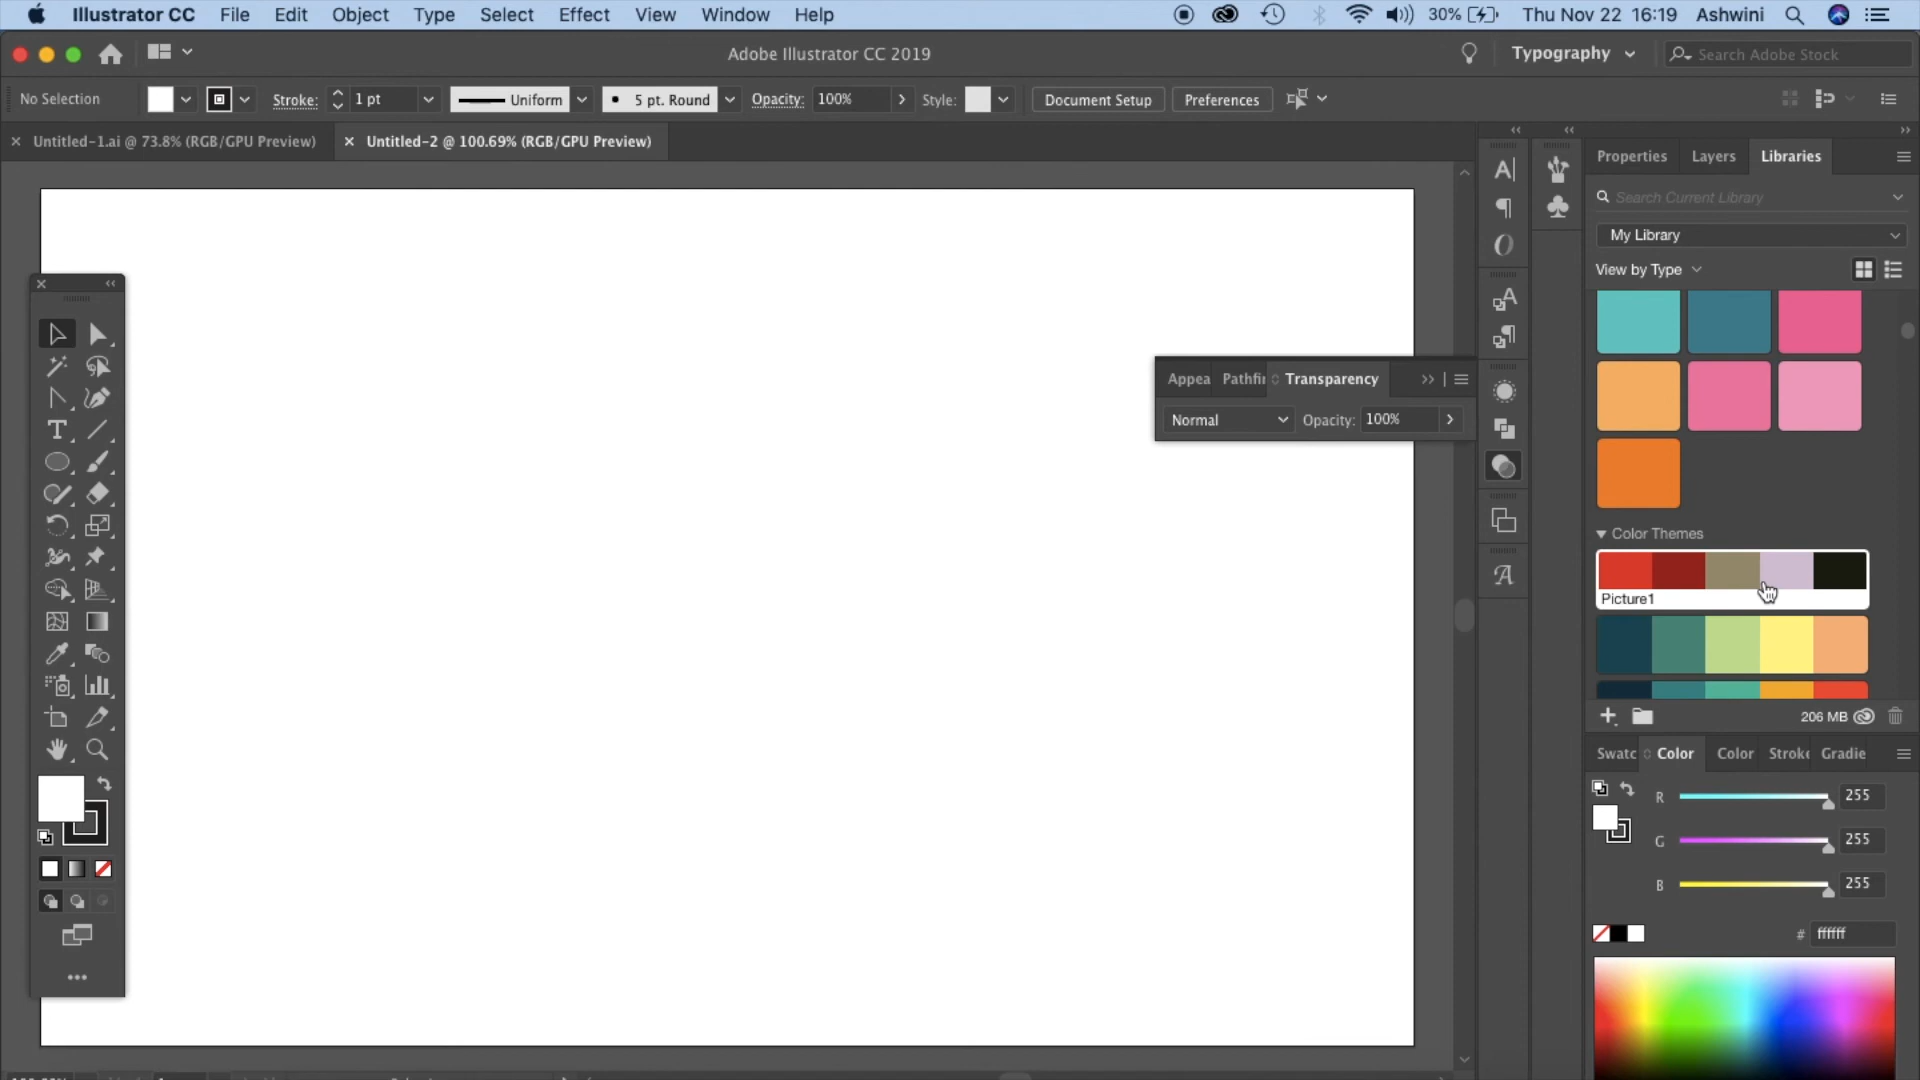 Illustrator CC File Edit Object Type Select Effect View Window Help 30% Thu Nov 22 16:19 Ashwini
Adobe Illustrator CC 2019 Typography Search Adobe Stock
No Selection Stroke: 1 pt Uniform 5 pt. Round Opacity: 100% Style: Document Setup Preferences
Untitled-1.ai @ 73.8% (RGB/GPU Preview) Untitled-2 @ 100.69% (RGB/GPU Preview)
Properties Layers Libraries
Search Current Library
My Library
View by Type
Appea Pathfi Transparency
Normal Opacity: 100%
Color Themes
Picture1
206 MB
Swatc Color Color Stroke Gradie
R 255
G 255
B 255
# ffffff